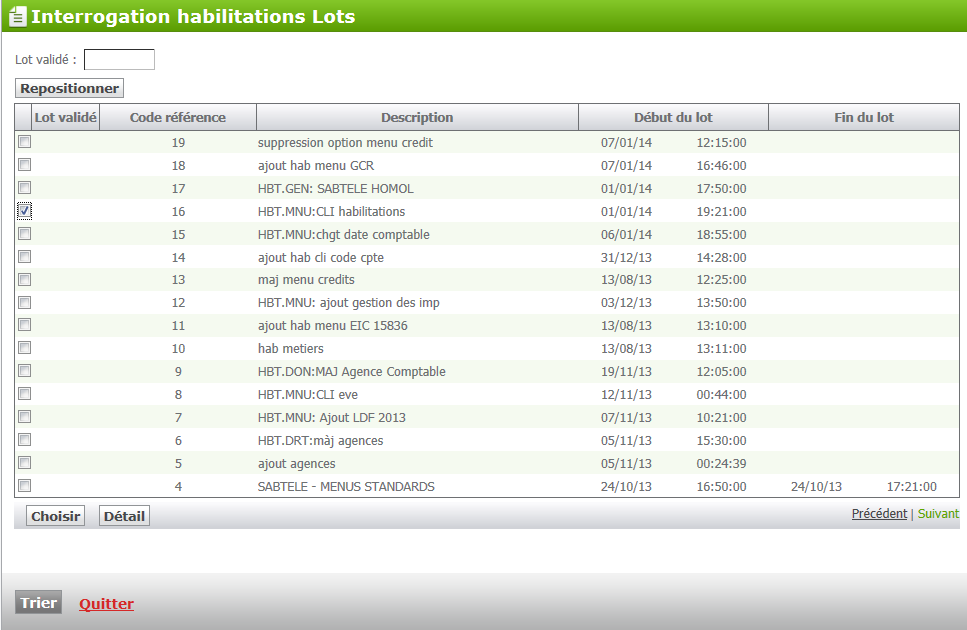 Interrogation habilitations Lots
Lot validé :
Repositionner
Lot validé Code référence Description Début du lot Fin du lot
19 suppression option menu credit 07/01/14 12:15:00
18 ajout hab menu GCR 07/01/14 16:46:00
17 HBT.GEN: SABTELE HOMOL 01/01/14 17:50:00
16 HBT.MNU:CLI habilitations 01/01/14 19:21:00
15 HBT.MNU:chgt date comptable 06/01/14 18:55:00
14 ajout hab cli code cpte 31/12/13 14:28:00
13 maj menu credits 13/08/13 12:25:00
12 HBT.MNU: ajout gestion des imp 03/12/13 13:50:00
11 ajout hab menu EIC 15836 13/08/13 13:10:00
10 hab metiers 13/08/13 13:11:00
9 HBT.DON:MAJ Agence Comptable 19/11/13 12:05:00
8 HBT.MNU:CLI eve 12/11/13 00:44:00
7 HBT.MNU: Ajout LDF 2013 07/11/13 10:21:00
6 HBT.DRT:màj agences 05/11/13 15:30:00
5 ajout agences 05/11/13 00:24:39
4 SABTELE - MENUS STANDARDS 24/10/13 16:50:00 24/10/13 17:21:00
Choisir Détail Précédent | Suivant
Trier Quitter